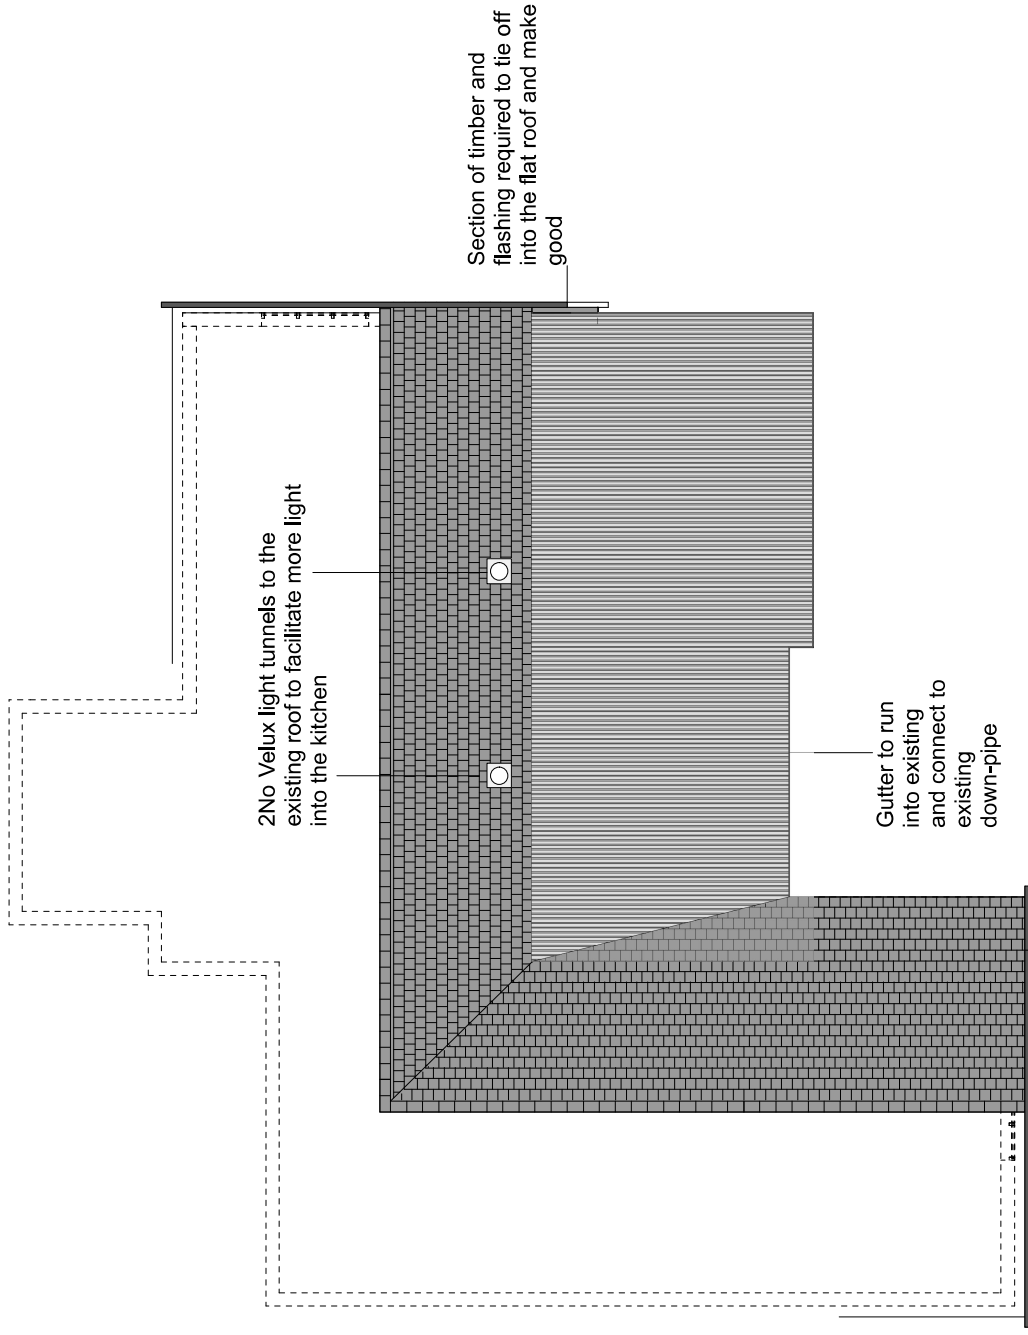 Section of timber and
flashing required to tie off
into the flat roof and make
good
2No Velux light tunnels to the
existing roof to facilitate more light
into the kitchen
Gutter to run
into existing
and connect to
existing
down-pipe